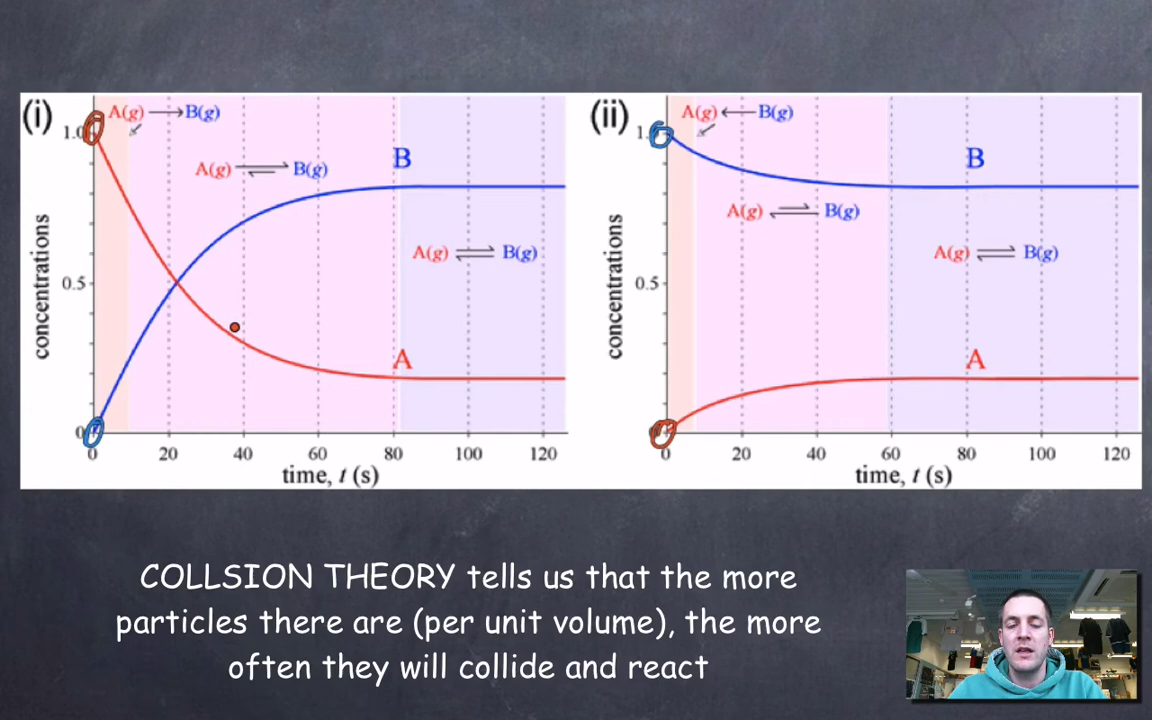 (i)
A(g) ⟶ B(g)
1.0
A(g) ⇌ B(g)
B
A(g) ⇌ B(g)
0.5
A
0
concentrations
0 20 40 60 80 100 120
time, t (s)
(ii)
A(g) ⟵ B(g)
1.
B
A(g) ⇌ B(g)
A(g) ⇌ B(g)
0.5
A
concentrations
0 20 40 60 80 100 120
time, t (s)
COLLSION THEORY tells us that the more
particles there are (per unit volume), the more
often they will collide and react